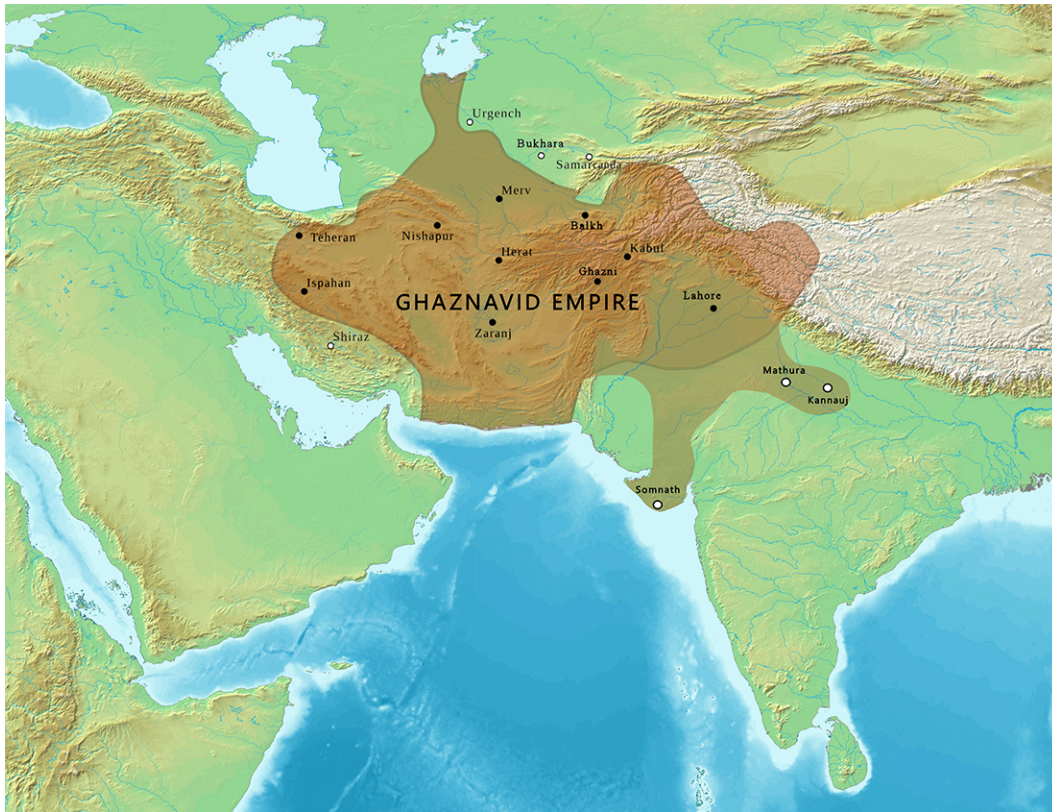 Urgench
Bukhara
Samarcanda
Merv
Balkh
Nishapur
Teheran
Herat
Kabul
Ghazni
Ispahan
GHAZNAVID EMPIRE
Lahore
Zaranj
Shiraz
Mathura
Kannauj
Somnath